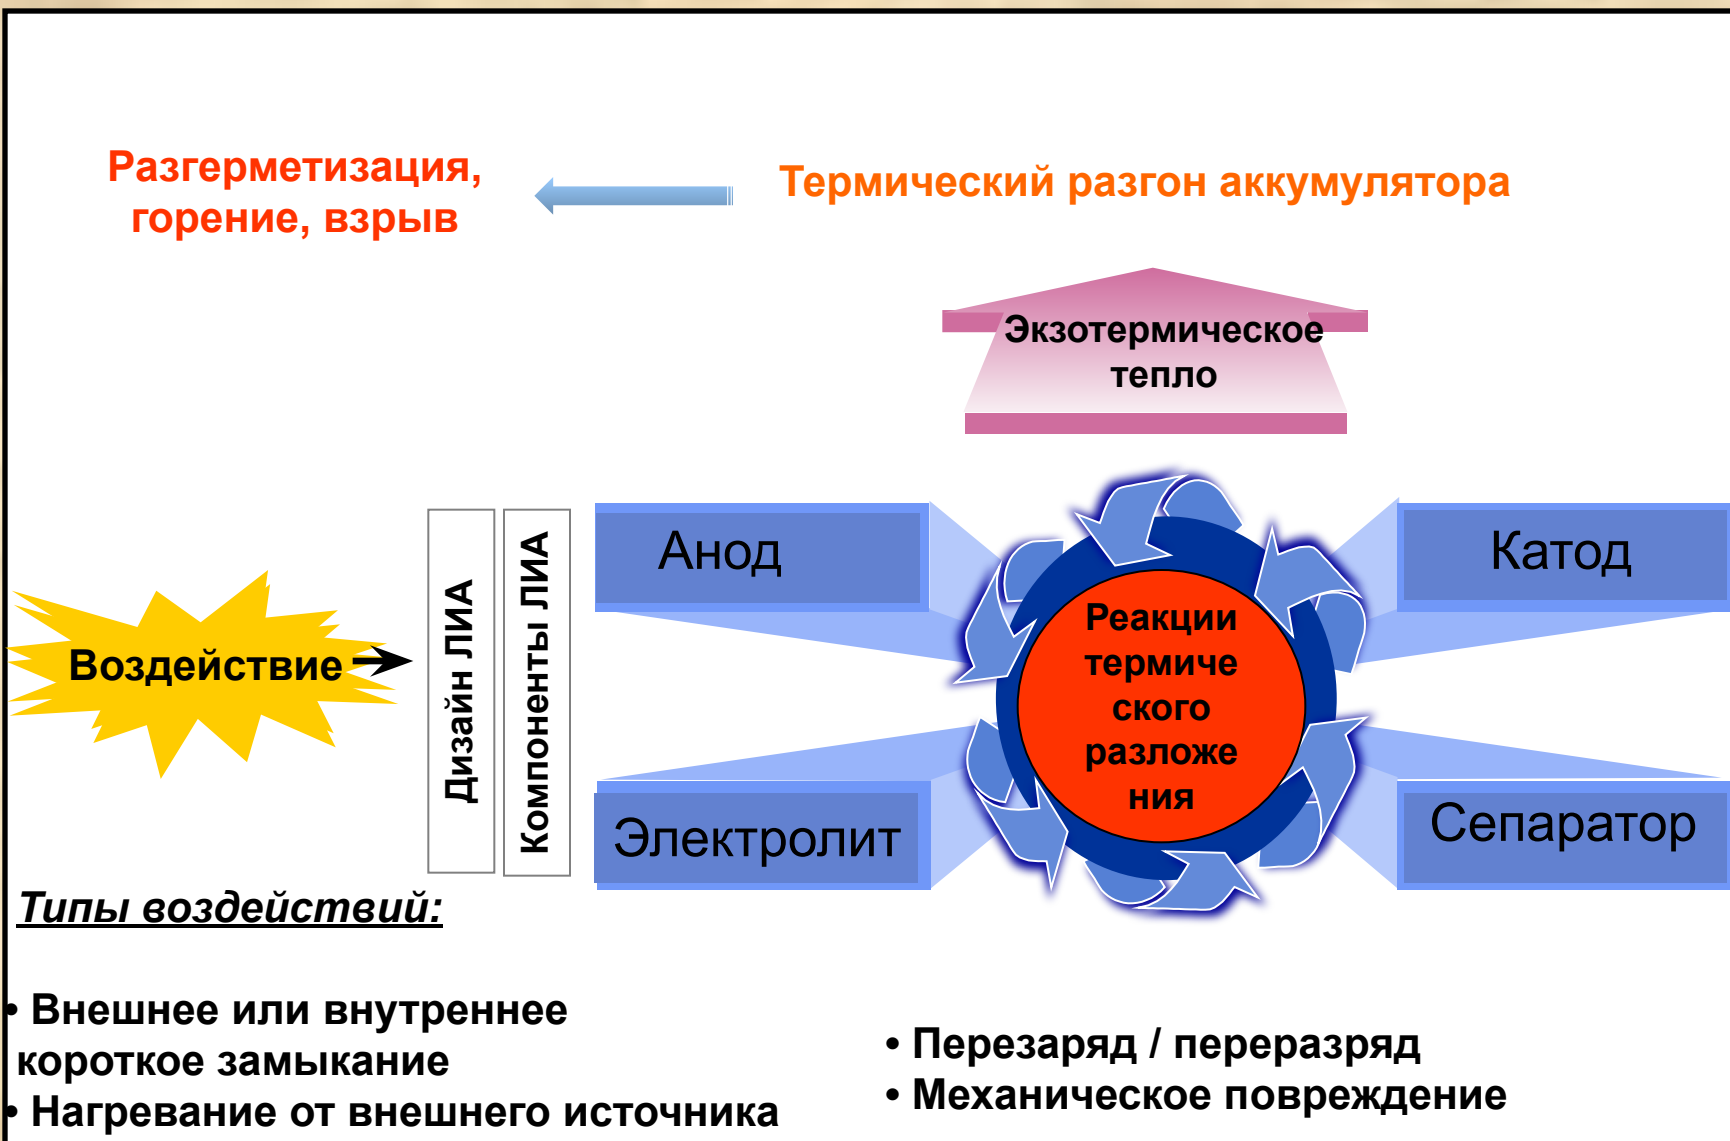 Разгерметизация,
горение, взрыв
Термический разгон аккумулятора
Экзотермическое
тепло
Воздействие
Дизайн ЛИА
Компоненты ЛИА
Анод
Катод
Реакции
термиче
ского
разложе
ния
Электролит
Сепаратор
Типы воздействий:
• Внешнее или внутреннее
короткое замыкание
• Нагревание от внешнего источника
• Перезаряд / переразряд
• Механическое повреждение